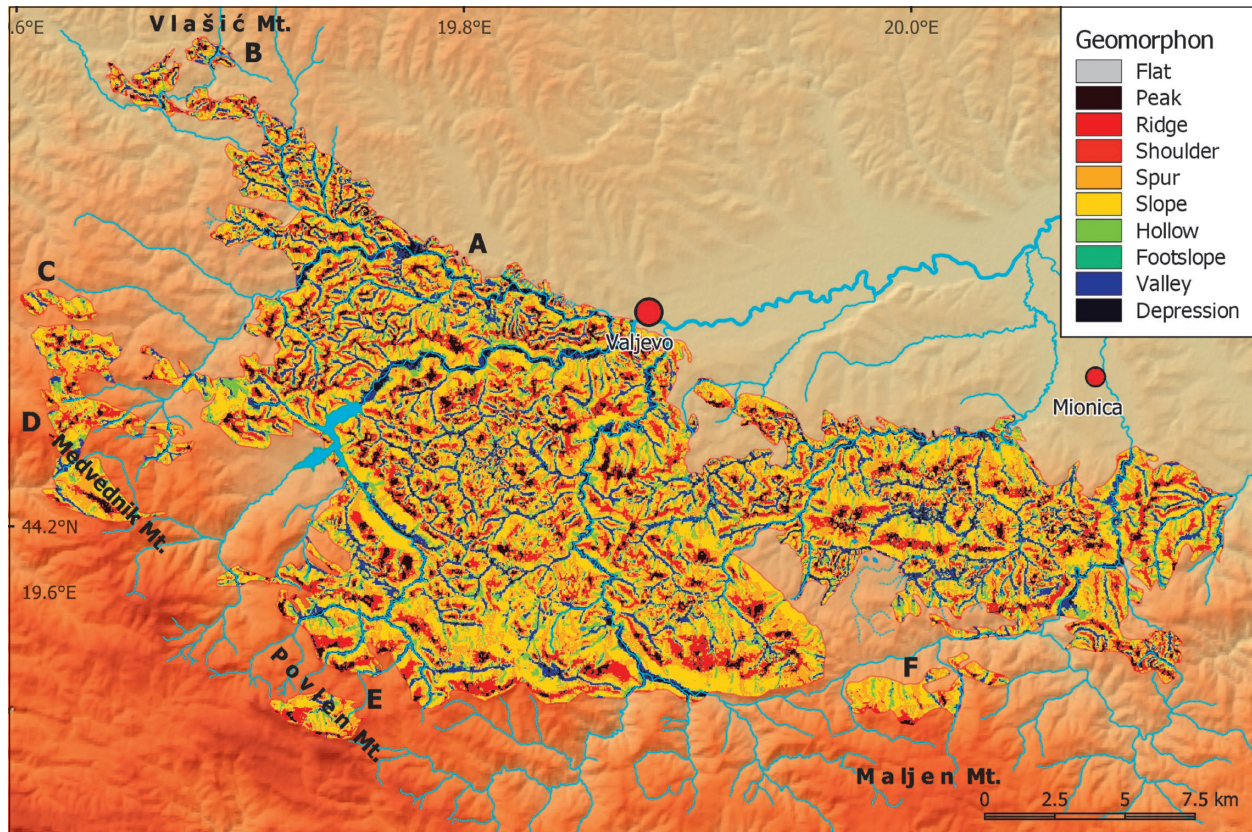 .6°E
Vlašić Mt.
19.8°E
20.0°
B
Geomorphon
Flat
Peak
Ridge
Shoulder
Spur
Slope
Hollow
Footslope
Valley
Depression
A
C
Valjevo
Mionica
D
Medvednik Mt.
44.2°N
19.6°E
Povlen Mt.
E
F
Maljen Mt.
0 2.5 5 7.5 km